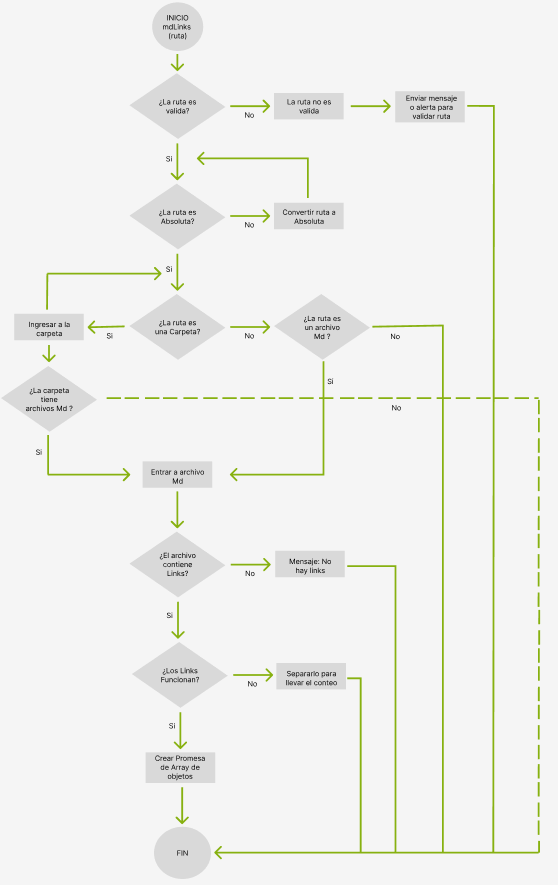 INICIO
mdLinks
(ruta)
¿La ruta es
valida?
No
La ruta no es
valida
Enviar mensaje
o alerta para
validar ruta
Si
¿La ruta es
Absoluta?
No
Convertir ruta a
Absoluta
Si
¿La ruta es
una Carpeta?
Si
Ingresar a la
carpeta
No
¿La ruta es
un archivo
Md ?
No
Si
¿La carpeta
tiene
archivos Md ?
No
Si
Entrar a archivo
Md
¿El archivo
contiene
Links?
No
Mensaje: No
hay links
Si
¿Los Links
Funcionan?
No
Separarlo para
llevar el conteo
Si
Crear Promesa
de Array de
objetos
FIN